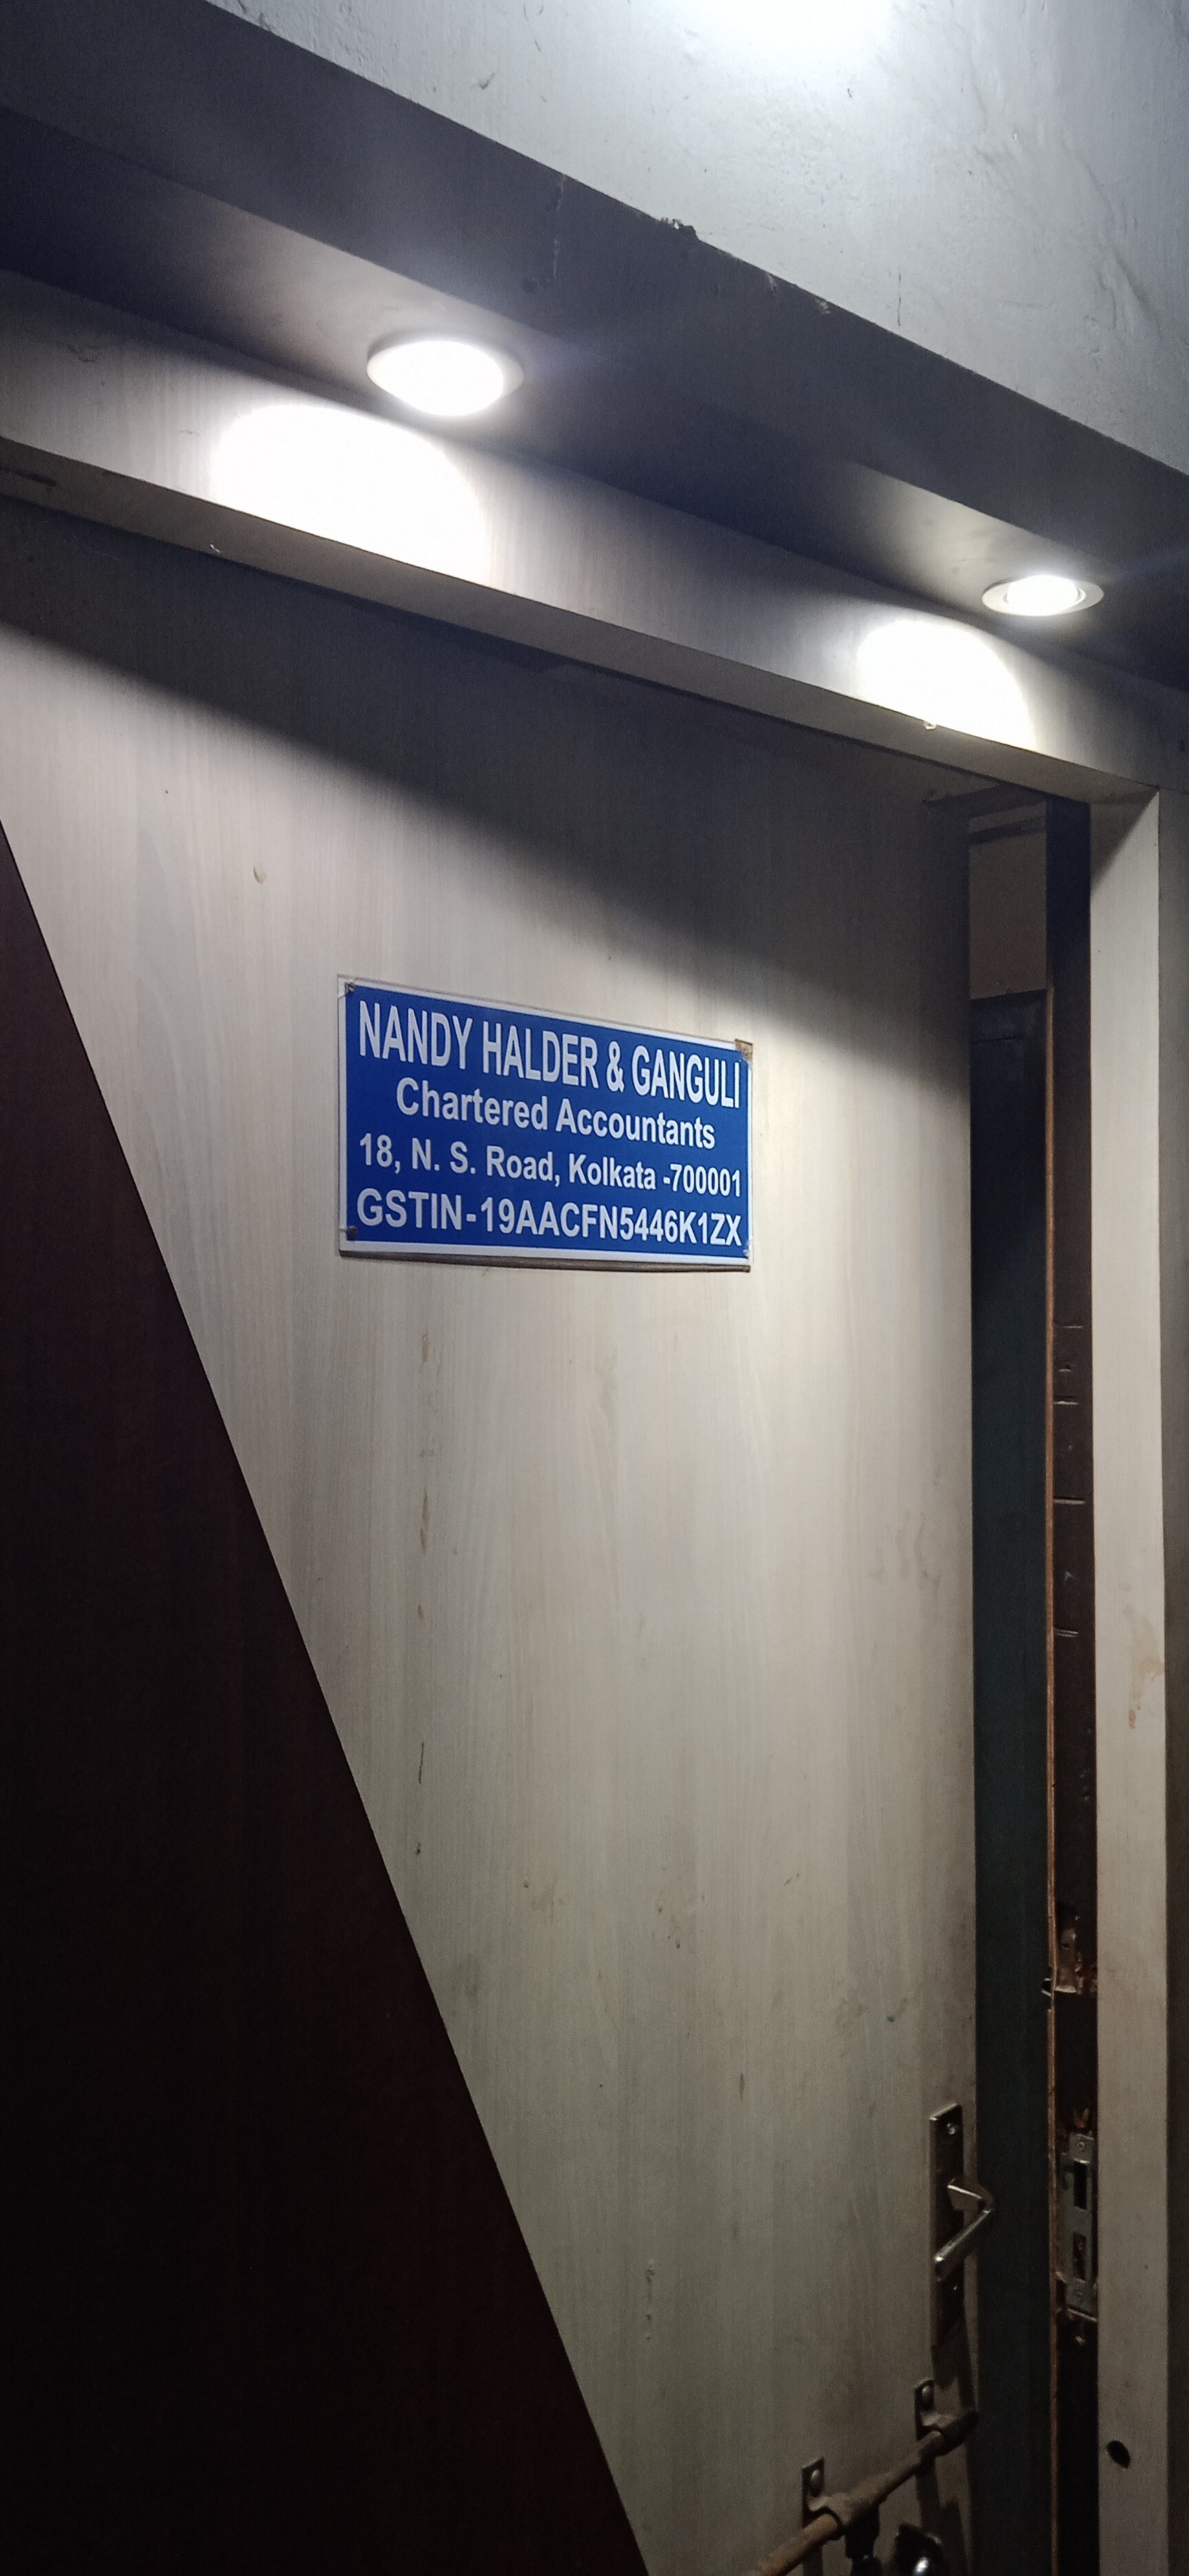 NANDY HALDER & GANGULI
Chartered Accountants
18, N. S. Road, Kolkata -700001
GSTIN-19AACFN5446K1ZX